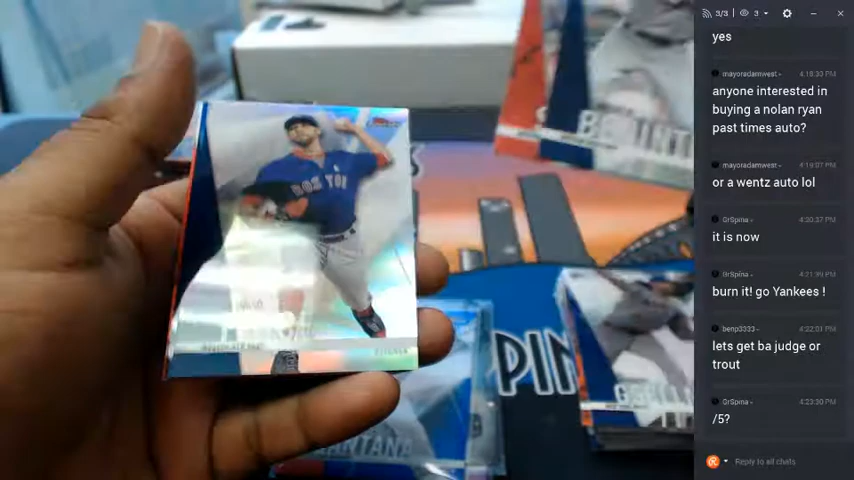 3/3
3
yes
mayoradamwest
4:18:30 PM
anyone interested in
buying a nolan ryan
past times auto?
mayoradamwest
4:19:07 PM
or a wentz auto lol
DrSpina
4:20:37 PM
it is now
DrSpina
4:21:39 PM
burn it! go Yankees !
benp3333
4:22:01 PM
lets get ba judge or
trout
DrSpina
4:23:30 PM
/5?
Reply to all chats
BOSTON
PIN
ANTANA